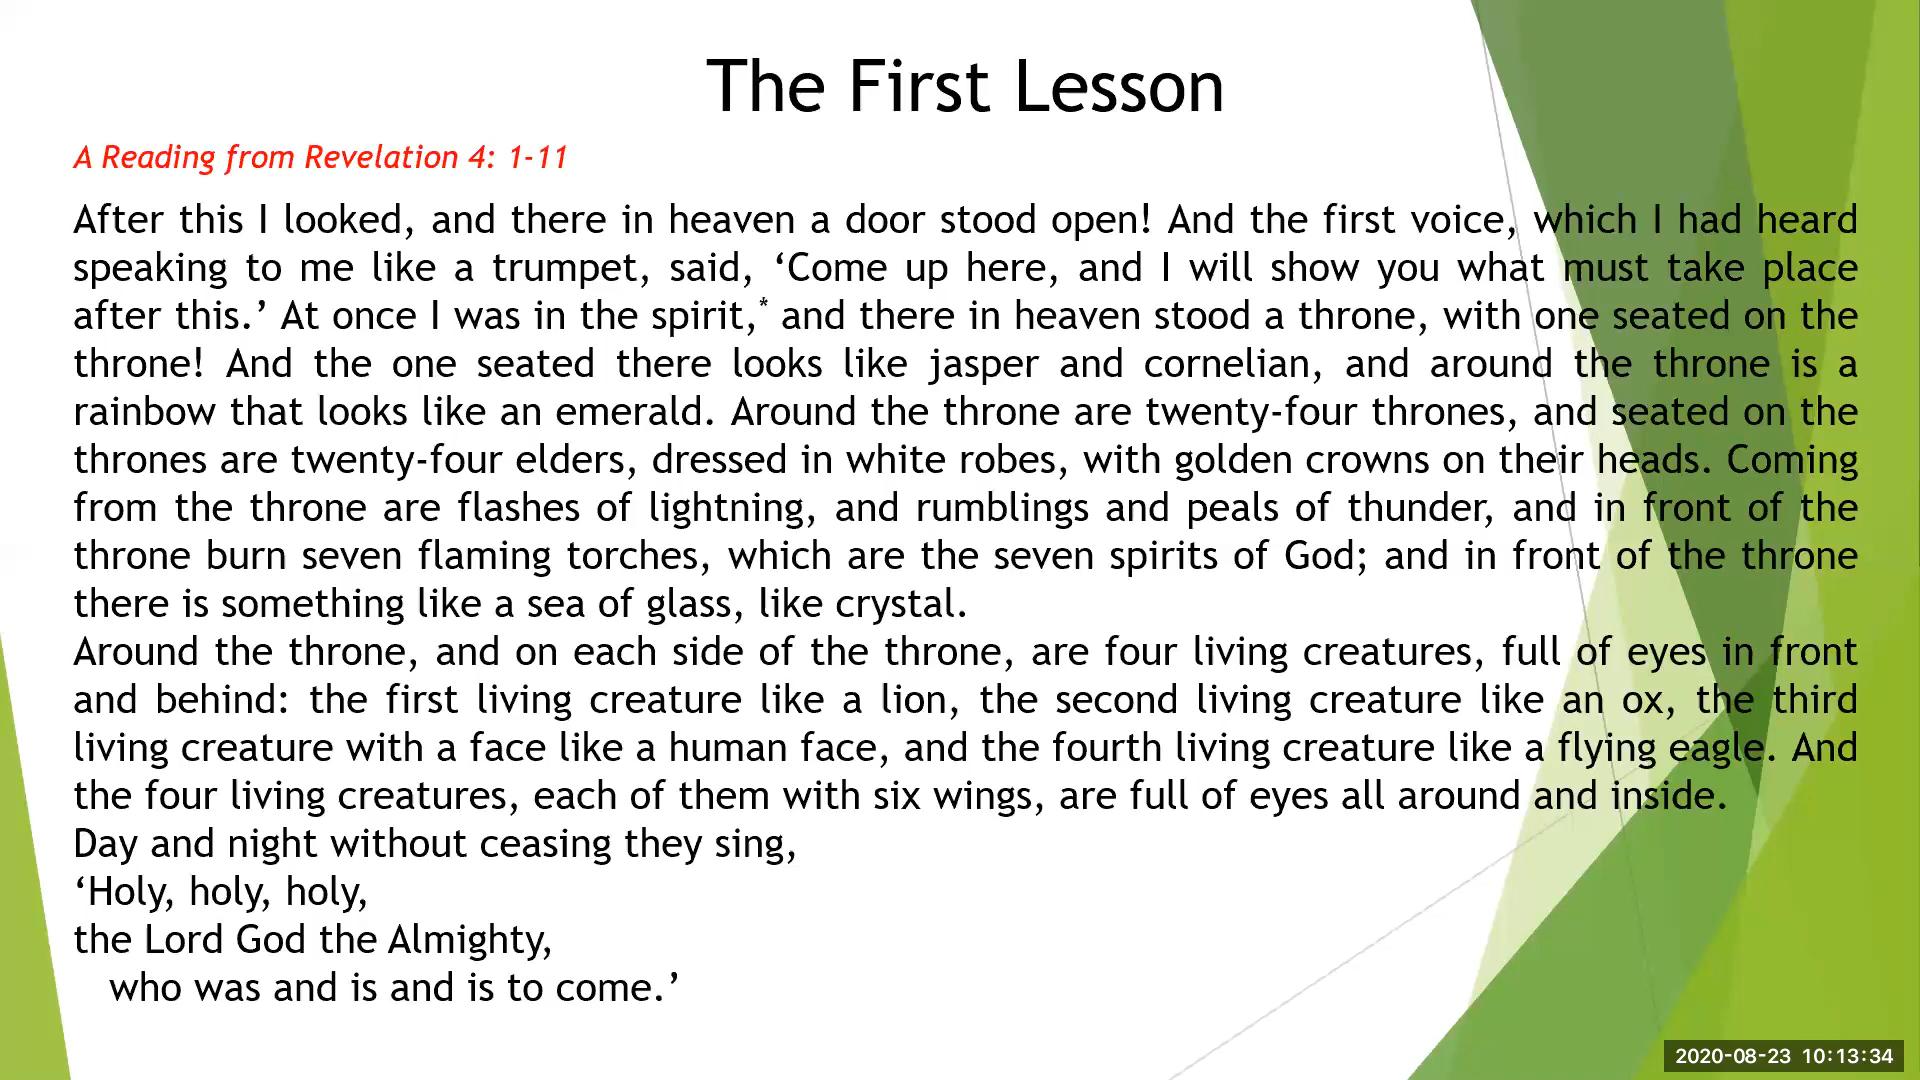 The First Lesson
A Reading from Revelation 4: 1-11
After this I looked, and there in heaven a door stood open! And the first voice, which I had heard
speaking to me like a trumpet, said, ‘Come up here, and I will show you what must take place
after this.’ At once I was in the spirit,* and there in heaven stood a throne, with one seated on the
throne! And the one seated there looks like jasper and cornelian, and around the throne is a
rainbow that looks like an emerald. Around the throne are twenty-four thrones, and seated on the
thrones are twenty-four elders, dressed in white robes, with golden crowns on their heads. Coming
from the throne are flashes of lightning, and rumblings and peals of thunder, and in front of the
throne burn seven flaming torches, which are the seven spirits of God; and in front of the throne
there is something like a sea of glass, like crystal.
Around the throne, and on each side of the throne, are four living creatures, full of eyes in front
and behind: the first living creature like a lion, the second living creature like an ox, the third
living creature with a face like a human face, and the fourth living creature like a flying eagle. And
the four living creatures, each of them with six wings, are full of eyes all around and inside.
Day and night without ceasing they sing,
‘Holy, holy, holy,
the Lord God the Almighty,
who was and is and is to come.’
2020-08-23 10:13:34